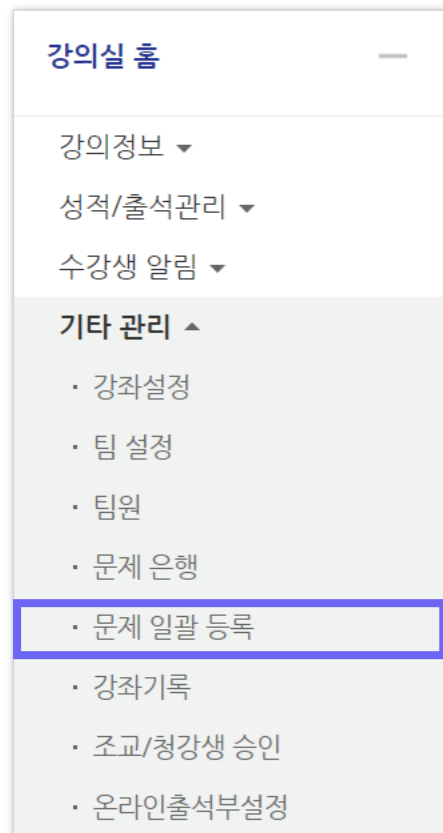 강의실 홈
강의정보
성적/출석관리
수강생 알림
기타 관리
· 강좌설정
· 팀 설정
· 팀원
· 문제 은행
· 문제 일괄 등록
· 강좌기록
· 조교/청강생 승인
· 온라인출석부설정